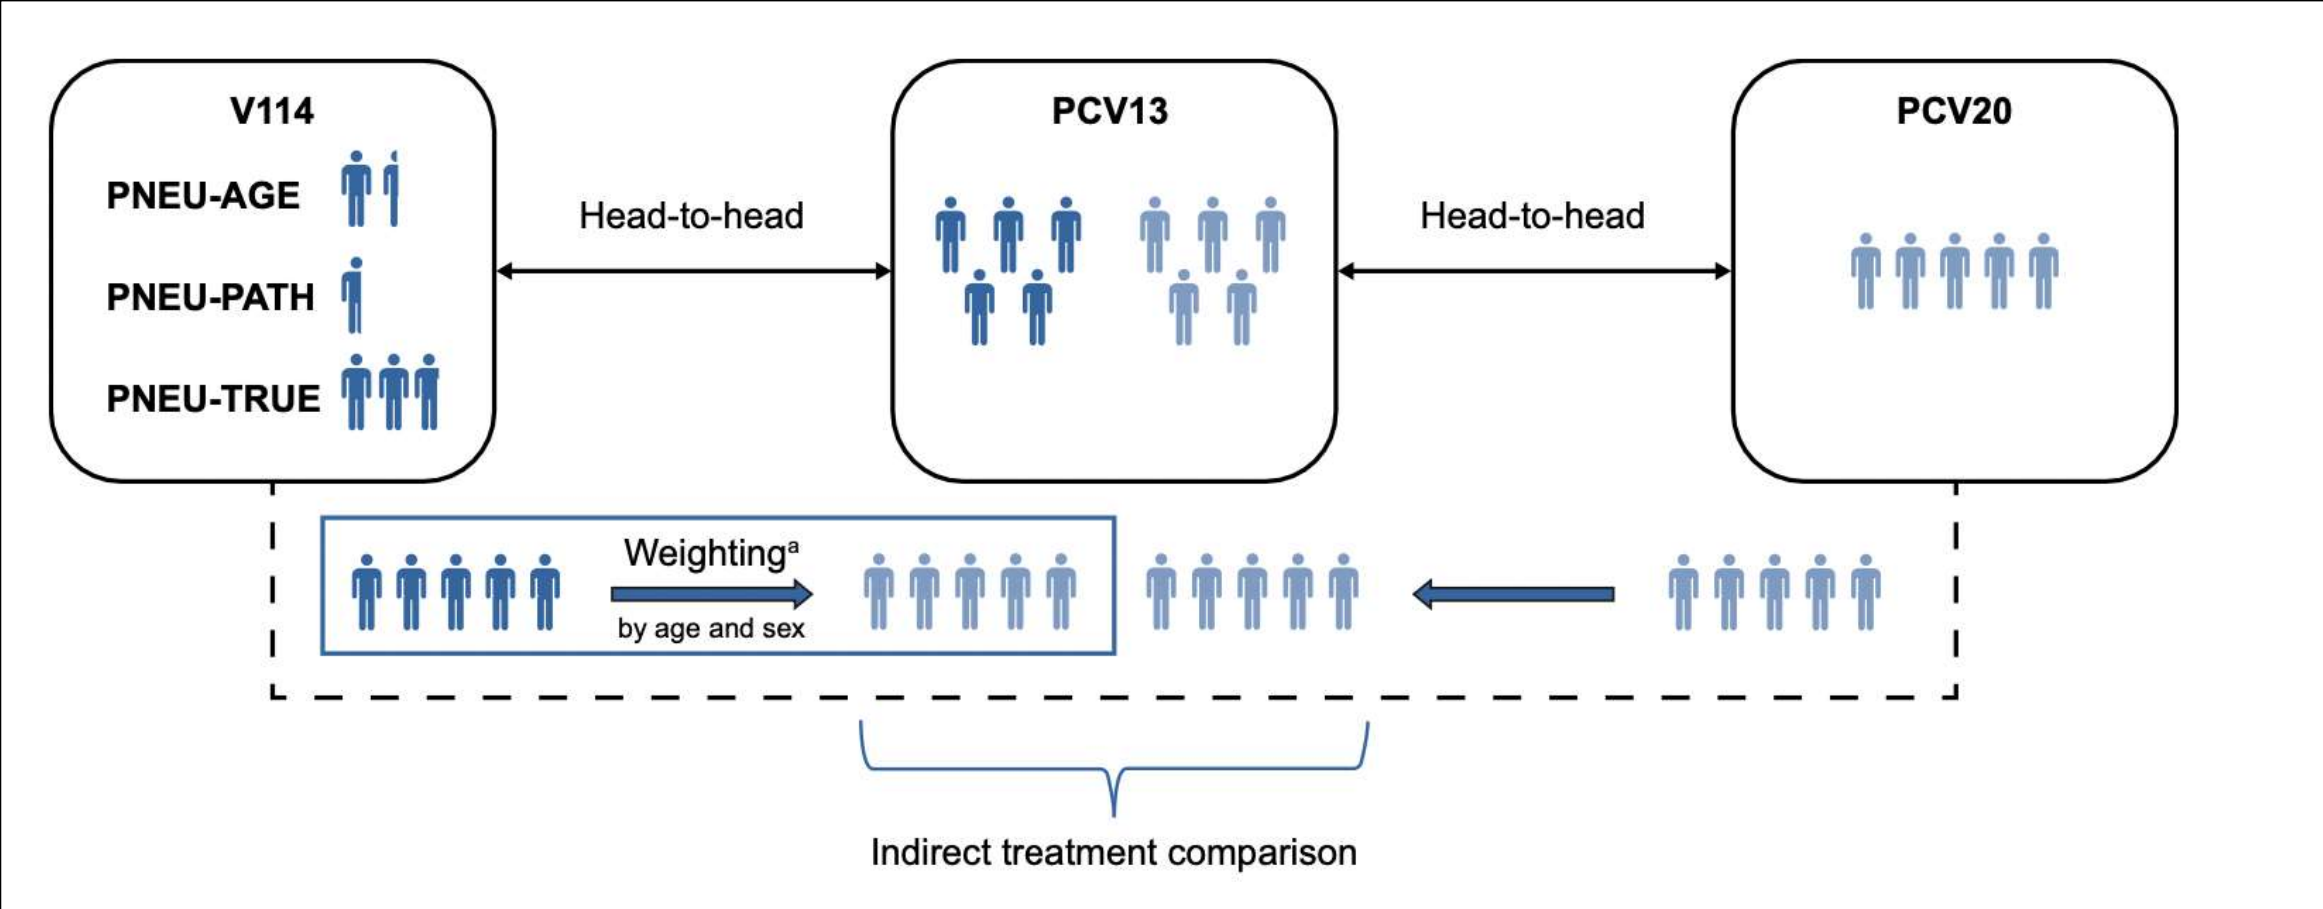 V114
PCV13
PCV20
PNEU-AGE
PNEU-PATH
PNEU-TRUE
Head-to-head
Head-to-head
Weightingᵃ
by age and sex
Indirect treatment comparison